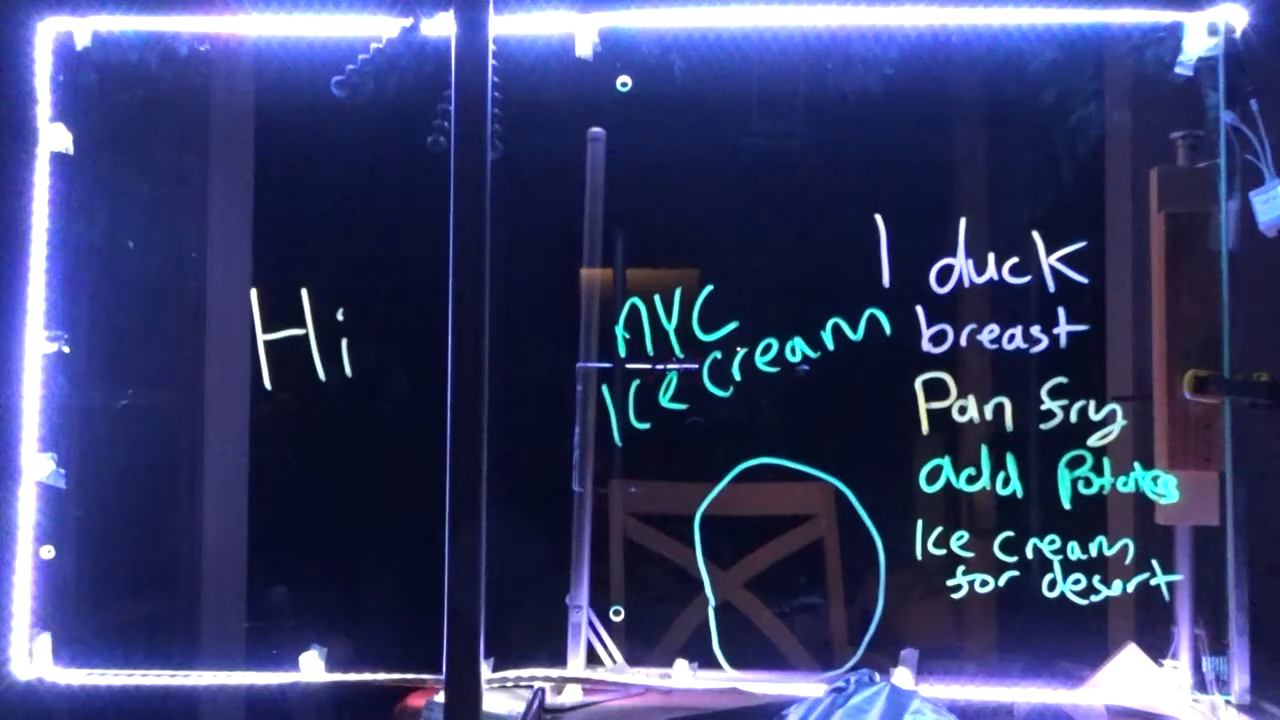 Hi
NYC
Ice cream
1 duck
breast
Pan fry
add Potatoes
Ice cream
for desert